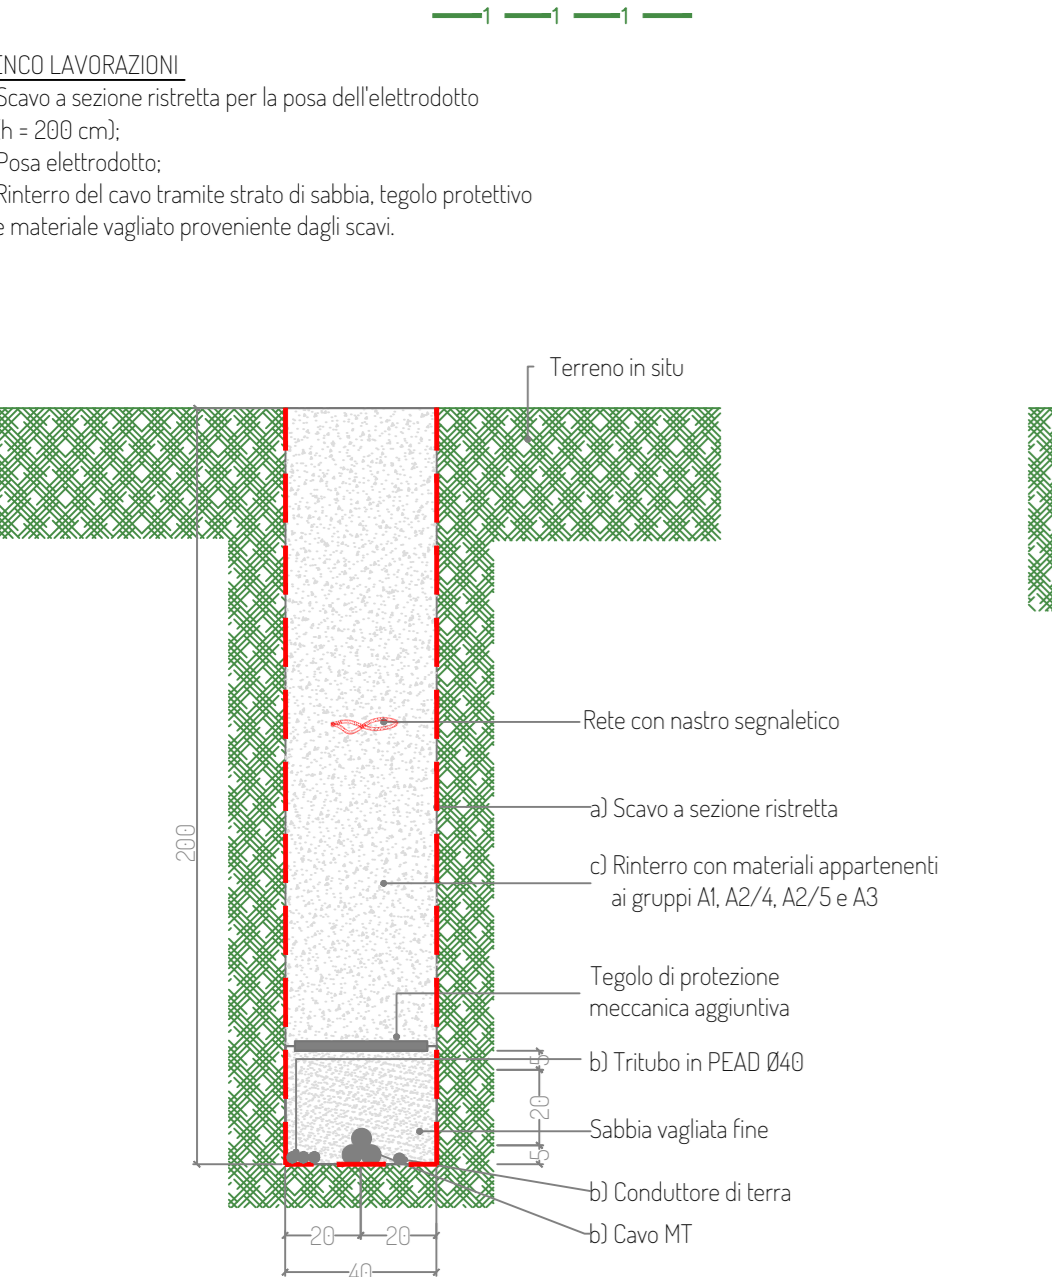 1 1 1
ENCO LAVORAZIONI
Scavo a sezione ristretta per la posa dell'elettrodotto
h = 200 cm);
Posa elettrodotto;
Rinterro del cavo tramite strato di sabbia, tegolo protettivo
e materiale vagliato proveniente dagli scavi.
Terreno in situ
Rete con nastro segnaletico
a) Scavo a sezione ristretta
200
c) Rinterro con materiali appartenenti
ai gruppi A1, A2/4, A2/5 e A3
Tegolo di protezione
meccanica aggiuntiva
5
b) Tritubo in PEAD Ø40
20
Sabbia vagliata fine
5
b) Conduttore di terra
b) Cavo MT
20 20
40